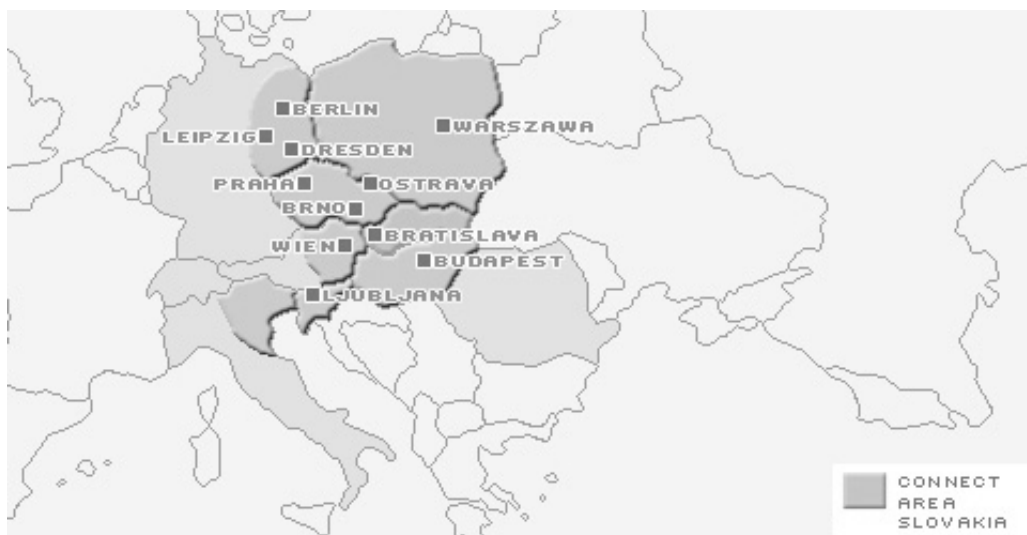 BERLIN
WARSZAWA
LEIPZIG
DRESDEN
PRAHA
OSTRAVA
BRNO
BRATISLAVA
WIEN
BUDAPEST
LJUBLJANA
CONNECT
AREA
SLOVAKIA